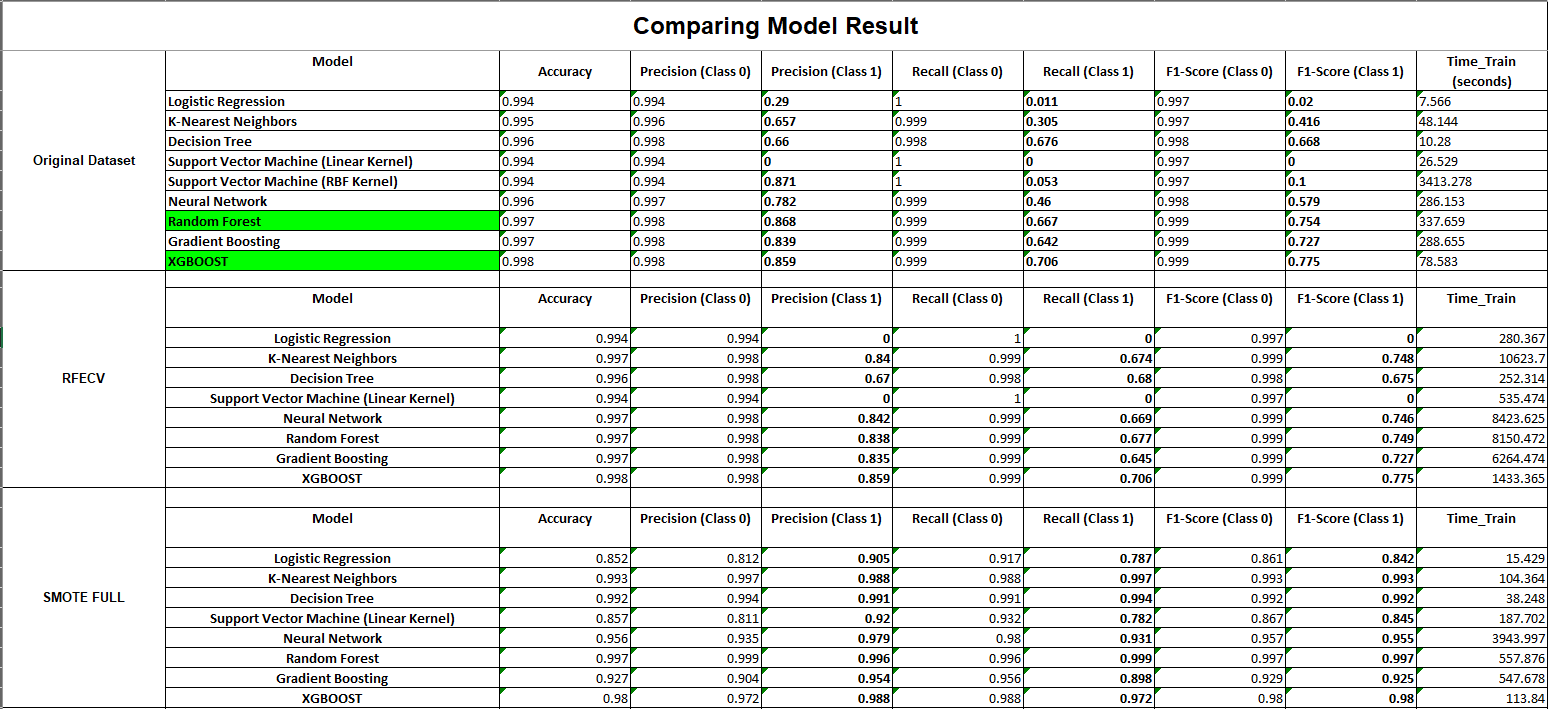 Comparing Model Result
Model Accuracy Precision (Class 0) Precision (Class 1) Recall (Class 0) Recall (Class 1) F1-Score (Class 0) F1-Score (Class 1) Time_Train
(seconds)
Logistic Regression 0.994 0.994 0.29 1 0.011 0.997 0.02 7.566
K-Nearest Neighbors 0.995 0.996 0.657 0.999 0.305 0.997 0.416 48.144
Decision Tree 0.996 0.998 0.66 0.998 0.676 0.998 0.668 10.28
Original Dataset Support Vector Machine (Linear Kernel) 0.994 0.994 0 1 0 0.997 0 26.529
Support Vector Machine (RBF Kernel) 0.994 0.994 0.871 1 0.053 0.997 0.1 3413.278
Neural Network 0.996 0.997 0.782 0.999 0.46 0.998 0.579 286.153
Random Forest 0.997 0.998 0.868 0.999 0.667 0.999 0.754 337.659
Gradient Boosting 0.997 0.998 0.839 0.999 0.642 0.999 0.727 288.655
XGBOOST 0.998 0.998 0.859 0.999 0.706 0.999 0.775 78.583
Model Accuracy Precision (Class 0) Precision (Class 1) Recall (Class 0) Recall (Class 1) F1-Score (Class 0) F1-Score (Class 1) Time_Train
Logistic Regression 0.994 0.994 0 1 0 0.997 0 280.367
K-Nearest Neighbors 0.997 0.998 0.84 0.999 0.674 0.999 0.748 10623.7
RFECV Decision Tree 0.996 0.998 0.67 0.998 0.68 0.998 0.675 252.314
Support Vector Machine (Linear Kernel) 0.994 0.994 0 1 0 0.997 0 535.474
Neural Network 0.997 0.998 0.842 0.999 0.669 0.999 0.746 8423.625
Random Forest 0.997 0.998 0.838 0.999 0.677 0.999 0.749 8150.472
Gradient Boosting 0.997 0.998 0.835 0.999 0.645 0.999 0.727 6264.474
XGBOOST 0.998 0.998 0.859 0.999 0.706 0.999 0.775 1433.365
Model Accuracy Precision (Class 0) Precision (Class 1) Recall (Class 0) Recall (Class 1) F1-Score (Class 0) F1-Score (Class 1) Time_Train
Logistic Regression 0.852 0.812 0.905 0.917 0.787 0.861 0.842 15.429
K-Nearest Neighbors 0.993 0.997 0.988 0.988 0.997 0.993 0.993 104.364
SMOTE FULL Decision Tree 0.992 0.994 0.991 0.991 0.994 0.992 0.992 38.248
Support Vector Machine (Linear Kernel) 0.857 0.811 0.92 0.932 0.782 0.867 0.845 187.702
Neural Network 0.956 0.935 0.979 0.98 0.931 0.957 0.955 3943.997
Random Forest 0.997 0.999 0.996 0.996 0.999 0.997 0.997 557.876
Gradient Boosting 0.927 0.904 0.954 0.956 0.898 0.929 0.925 547.678
XGBOOST 0.98 0.972 0.988 0.988 0.972 0.98 0.98 113.84